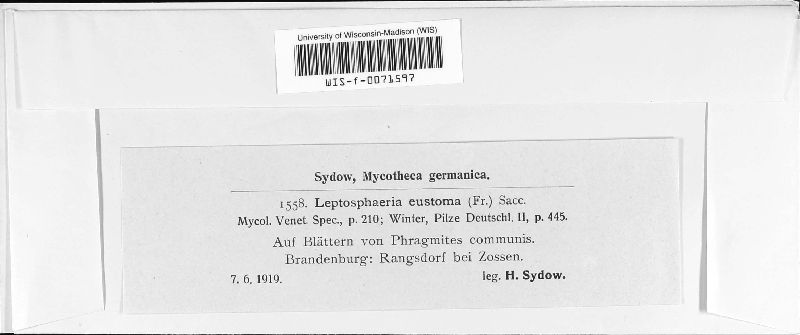 University of Wisconsin-Madison (WIS)
WIS-f-0071597
Sydow, Mycotheca germanica.
1558. Leptosphaeria eustoma (Fr.) Sacc.
Mycol. Venet Spec., p. 210; Winter, Pilze Deutschl. II, p. 445.
Auf Blättern von Phragmites communis.
Brandenburg: Rangsdorf bei Zossen.
7. 6. 1919. leg. H. Sydow.